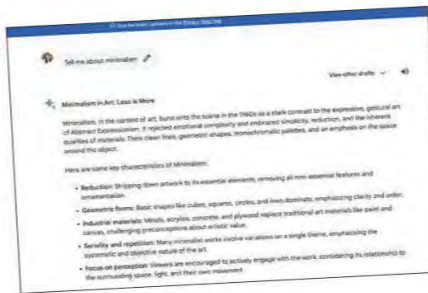 Tell me about minimalism
View other drafts
Minimalism in Art: Less is More
Minimalism, in the context of art, burst onto the scene in the 1960s as a stark contrast to the expressive, gestural art
of Abstract Expressionism. It rejected emotional complexity and embraced simplicity, reduction, and the inherent
qualities of materials. Think clean lines, geometric shapes, monochromatic palettes, and an emphasis on the space
around the object.
Here are some key characteristics of Minimalism:
• Reduction: Stripping down artwork to its essential elements, removing all non-essential features and
ornamentation.
• Geometric forms: Basic shapes like cubes, squares, circles, and lines dominate, emphasizing clarity and order.
• Industrial materials: Metals, acrylics, concrete, and plywood replace traditional art materials like paint and
canvas, challenging preconceptions about artistic value.
• Seriality and repetition: Many minimalist works involve variations on a single theme, emphasizing the
systematic and objective nature of the art.
• Focus on perception: Viewers are encouraged to actively engage with the work, considering its relationship to
the surrounding space, light, and their own movement.